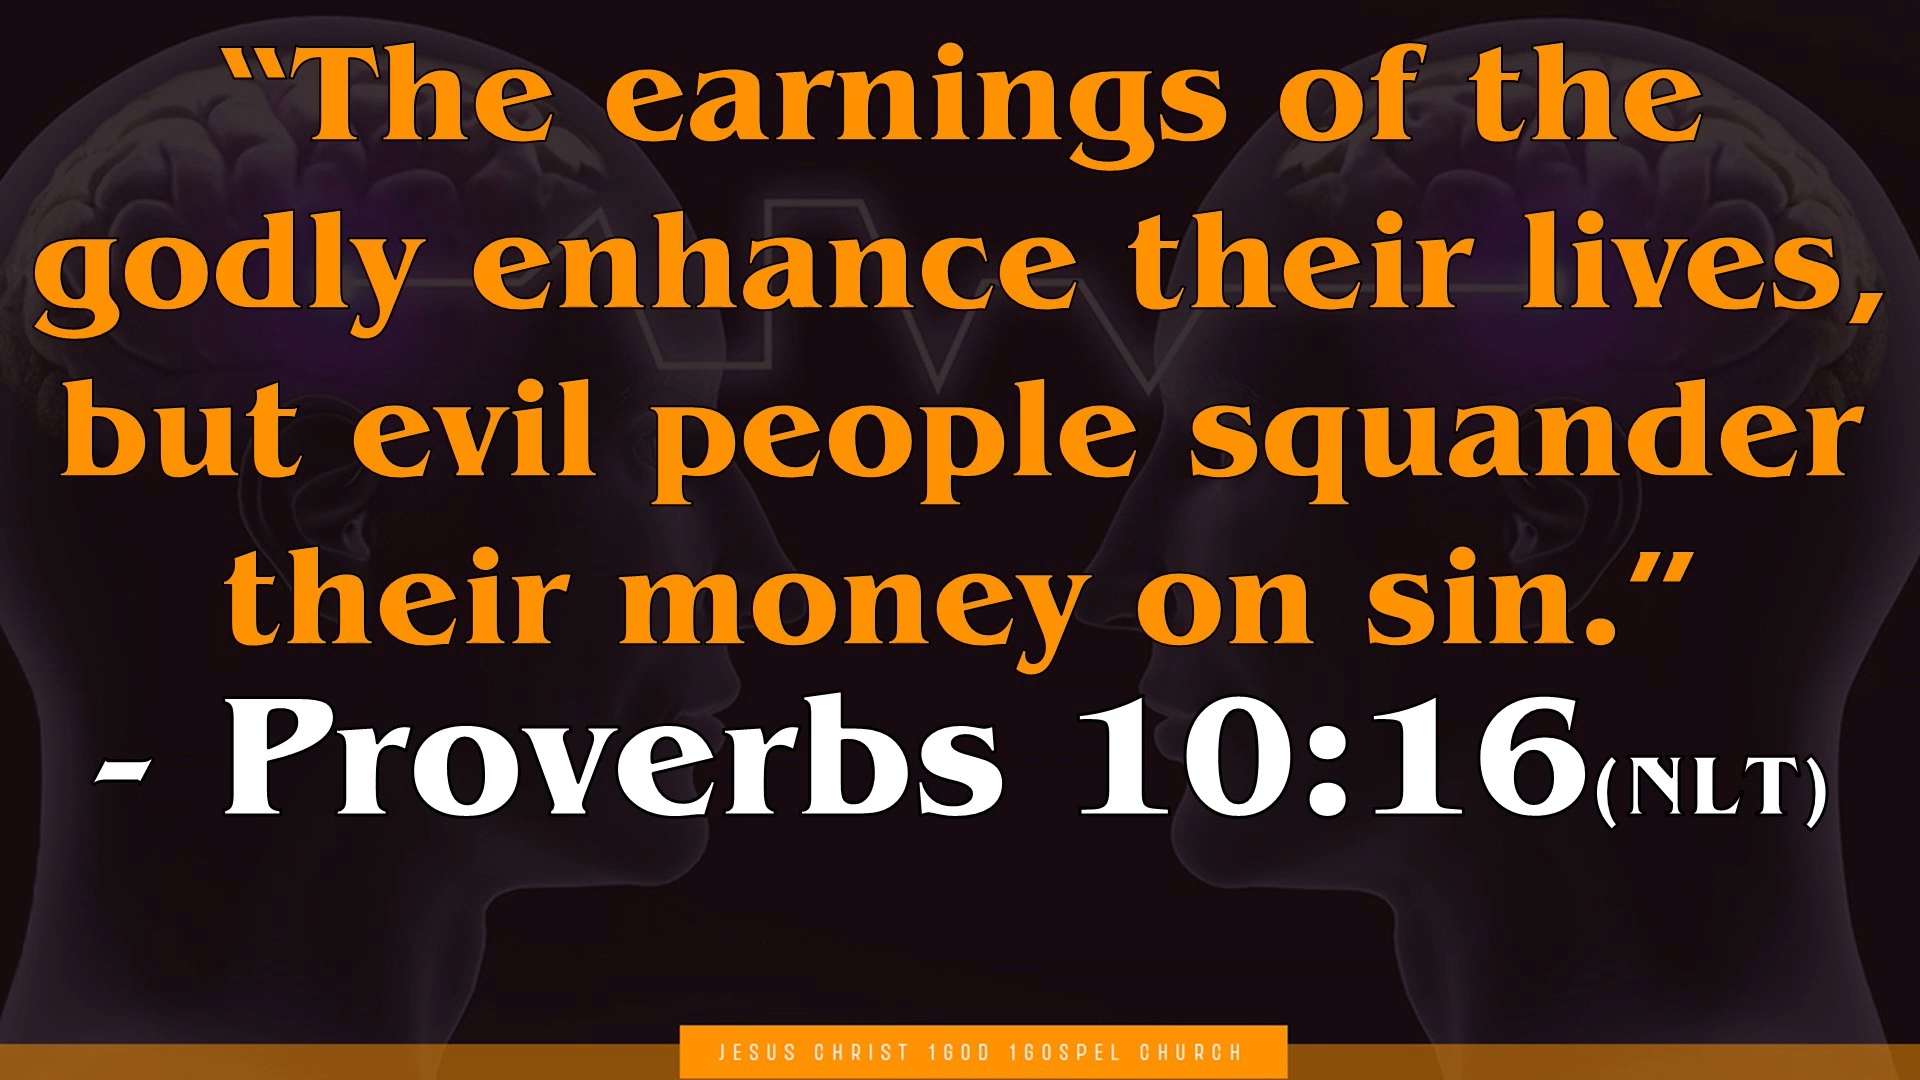 “The earnings of the
godly enhance their lives,
but evil people squander
their money on sin.”
- Proverbs 10:16(NLT)
JESUS CHRIST 1GOD 1GOSPEL CHURCH